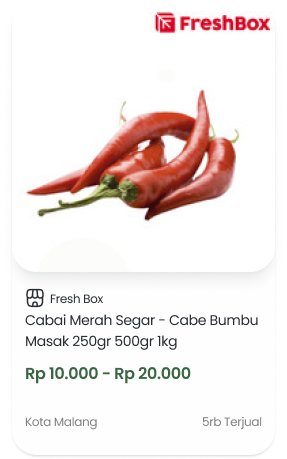 FreshBox
Fresh Box
Cabai Merah Segar - Cabe Bumbu
Masak 250gr 500gr 1kg
Rp 10.000 - Rp 20.000
Kota Malang
5rb Terjual